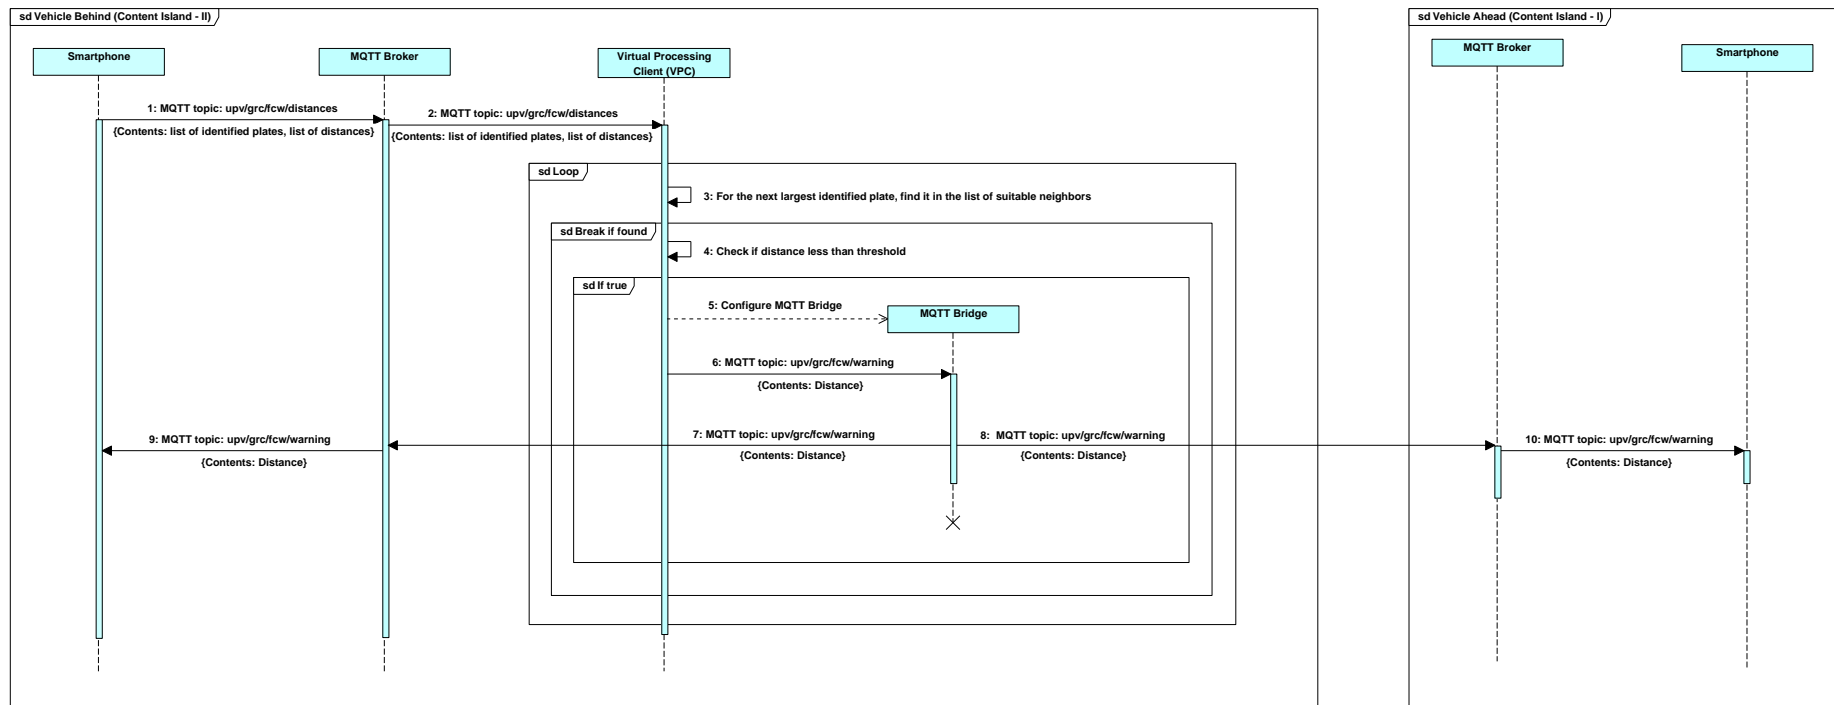 sd Vehicle Behind (Content Island - II)
sd Vehicle Ahead (Content Island - I)
Smartphone
MQTT Broker
Virtual Processing
Client (VPC)
MQTT Broker
Smartphone
1: MQTT topic: upv/grc/fcw/distances
{Contents: list of identified plates, list of distances}
2: MQTT topic: upv/grc/fcw/distances
{Contents: list of identified plates, list of distances}
sd Loop
3: For the next largest identified plate, find it in the list of suitable neighbors
sd Break if found
4: Check if distance less than threshold
sd If true
5: Configure MQTT Bridge
MQTT Bridge
6: MQTT topic: upv/grc/fcw/warning
{Contents: Distance}
7: MQTT topic: upv/grc/fcw/warning
{Contents: Distance}
8: MQTT topic: upv/grc/fcw/warning
{Contents: Distance}
9: MQTT topic: upv/grc/fcw/warning
{Contents: Distance}
10: MQTT topic: upv/grc/fcw/warning
{Contents: Distance}